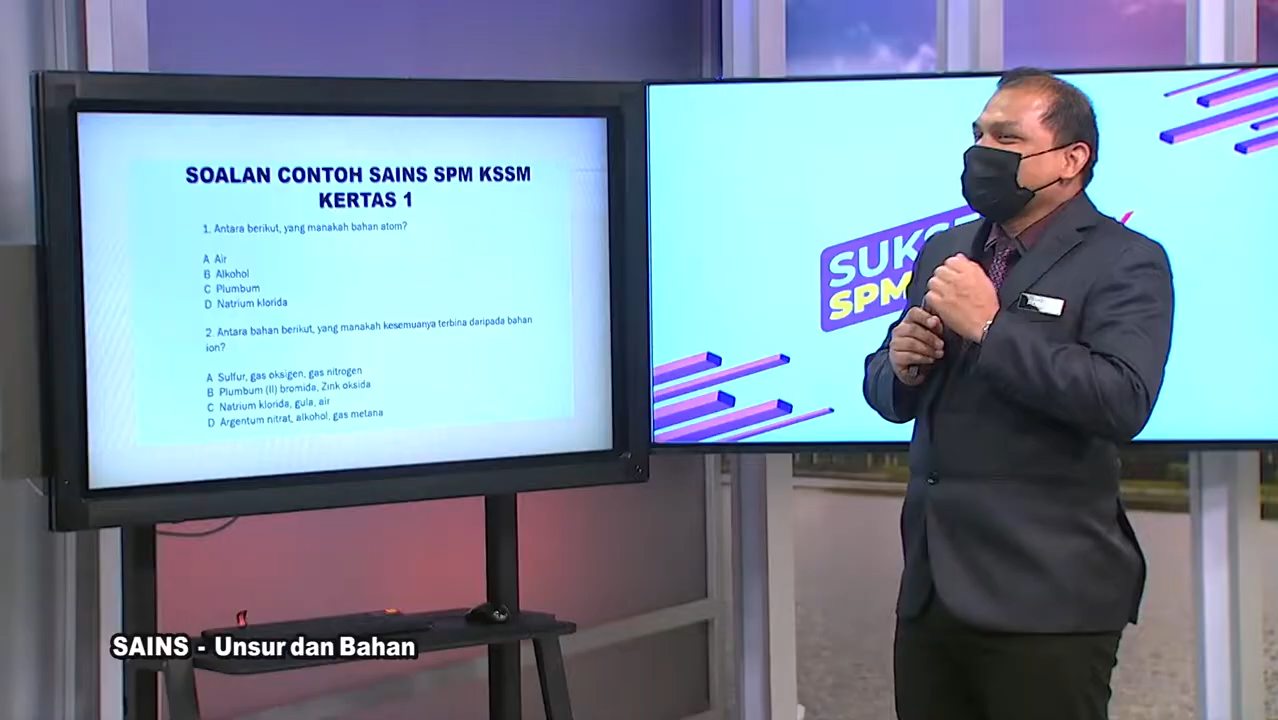 SOALAN CONTOH SAINS SPM KSSM
KERTAS 1
1. Antara berikut, yang manakah bahan atom?
A Air
B Alkohol
C Plumbum
D Natrium klorida
2. Antara bahan berikut, yang manakah kesemuanya terbina daripada bahan
ion?
A Sulfur, gas oksigen, gas nitrogen
B Plumbum (II) bromida, Zink oksida
C Natrium klorida, gula, air
D Argentum nitrat, alkohol, gas metana
SPM
SAINS - Unsur dan Bahan